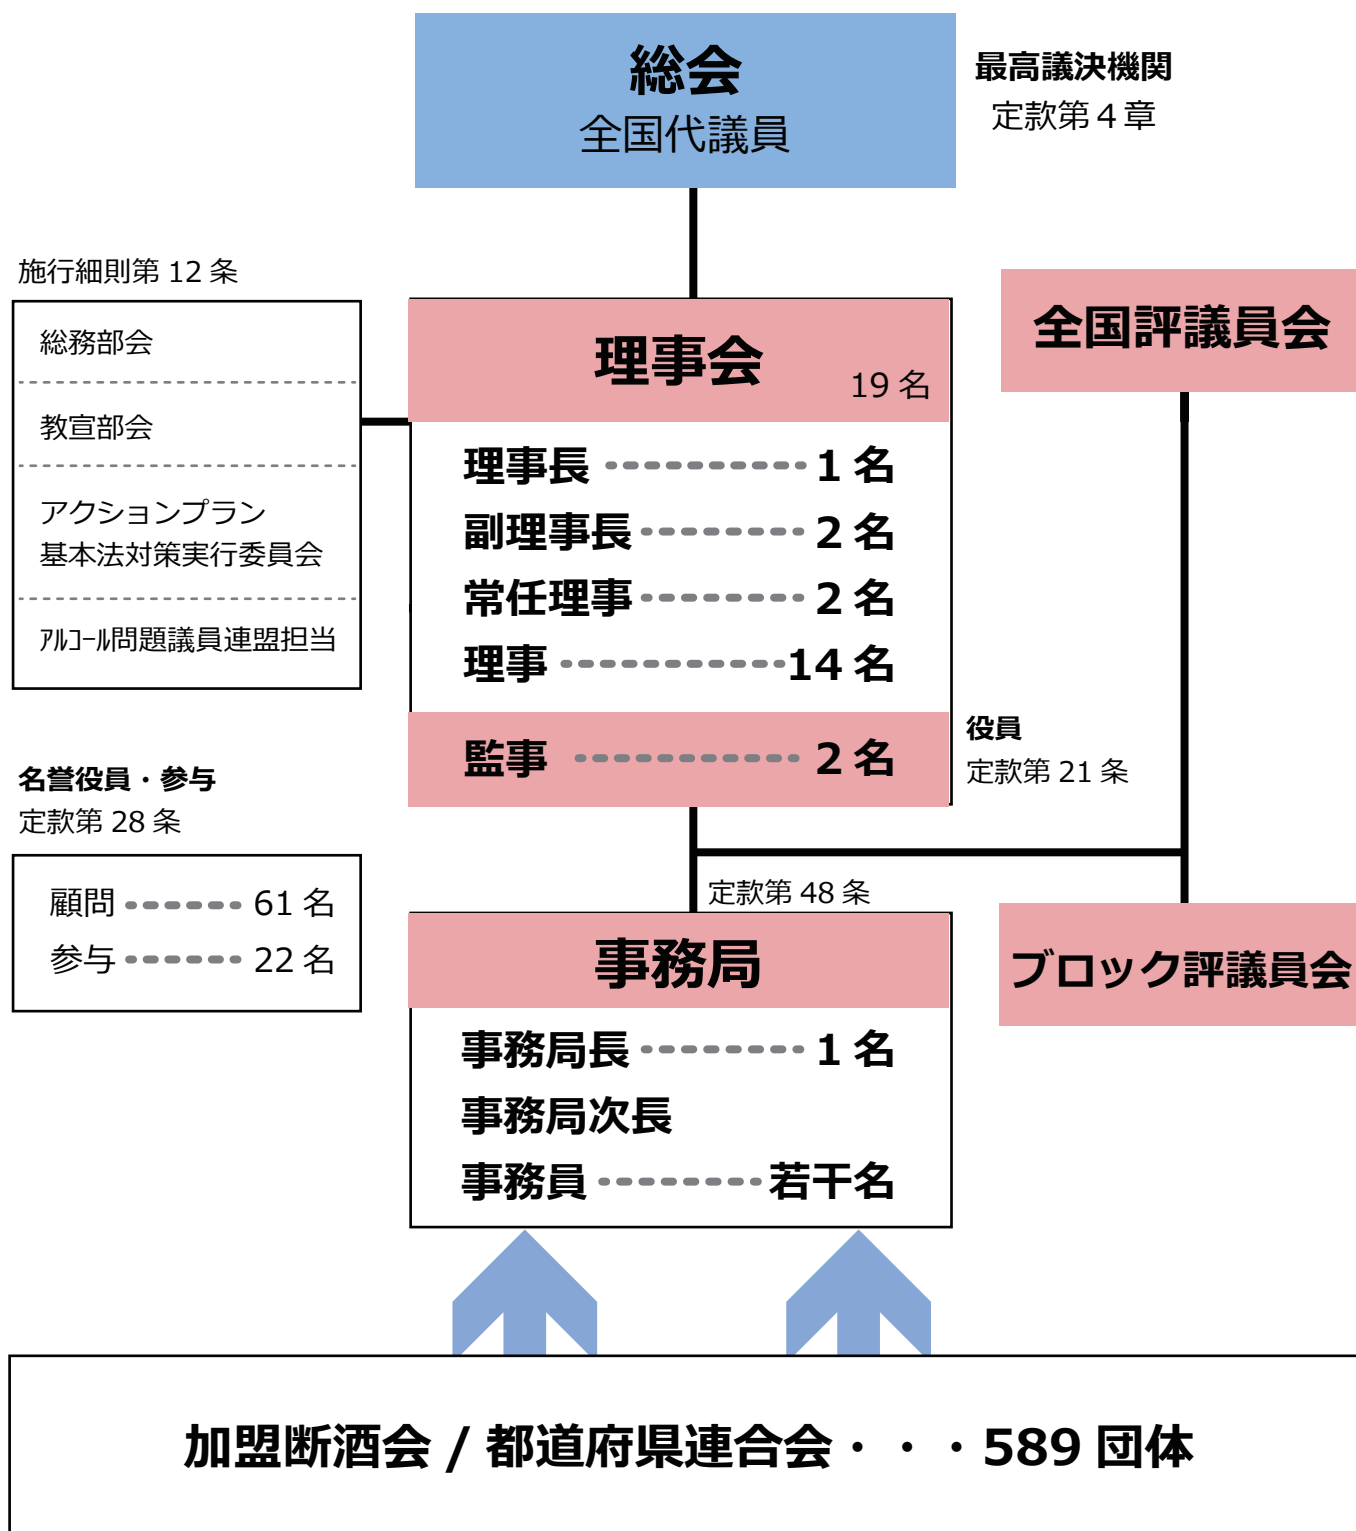 総会
全国代議員
最高議決機関
定款第4章
施行細則第 12 条
総務部会
教宣部会
アクションプラン
基本法対策実行委員会
ｱﾙｺｰﾙ問題議員連盟担当
理事会
19 名
理事長 ---------- 1 名
副理事長 -------- 2 名
常任理事 -------- 2 名
理事 ----------- 14 名
監事 ----------- 2 名
役員
定款第 21 条
全国評議員会
名誉役員・参与
定款第 28 条
顧問 ------ 61 名
参与 ------ 22 名
定款第 48 条
事務局
事務局長 -------- 1 名
事務局次長
事務員 -------- 若干名
ブロック評議員会
加盟断酒会 / 都道府県連合会・・・589 団体